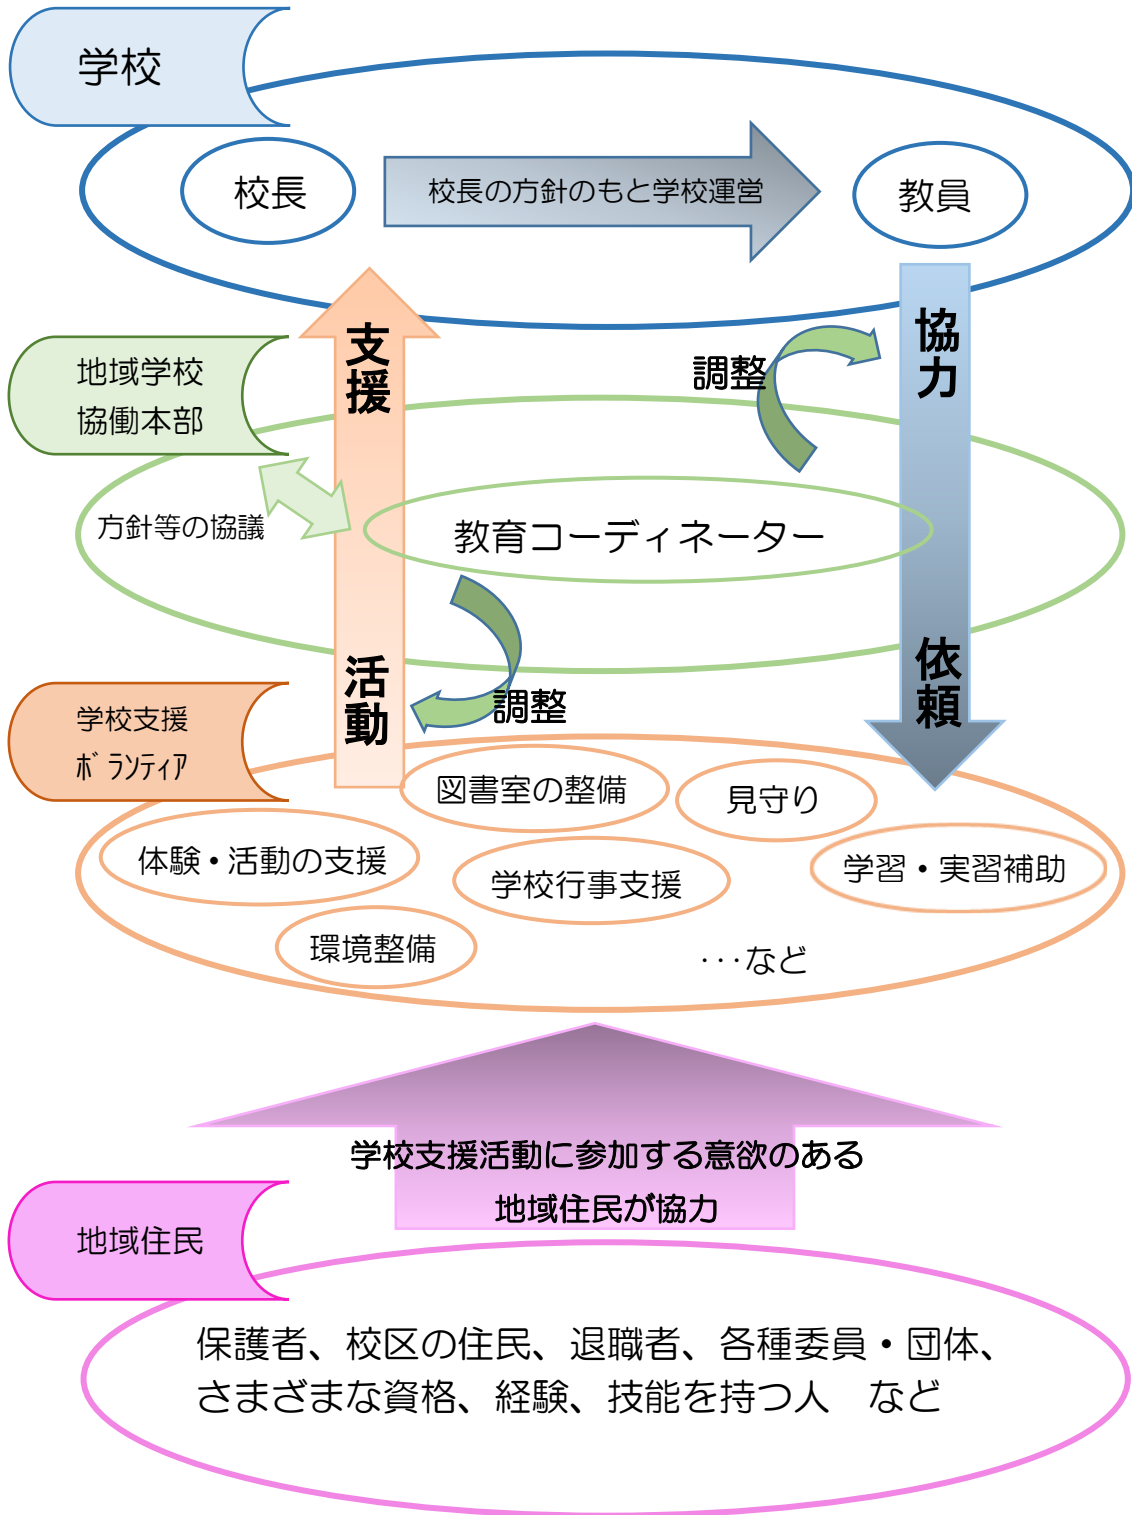 学校
校長
校長の方針のもと学校運営
教員
支援
協力
調整
地域学校
協働本部
方針等の協議
教育コーディネーター
活動
依頼
調整
学校支援
ﾎﾞﾗﾝﾃｨｱ
図書室の整備
見守り
体験・活動の支援
学校行事支援
学習・実習補助
環境整備
･･･など
学校支援活動に参加する意欲のある
地域住民が協力
地域住民
保護者、校区の住民、退職者、各種委員・団体、
さまざまな資格、経験、技能を持つ人　など